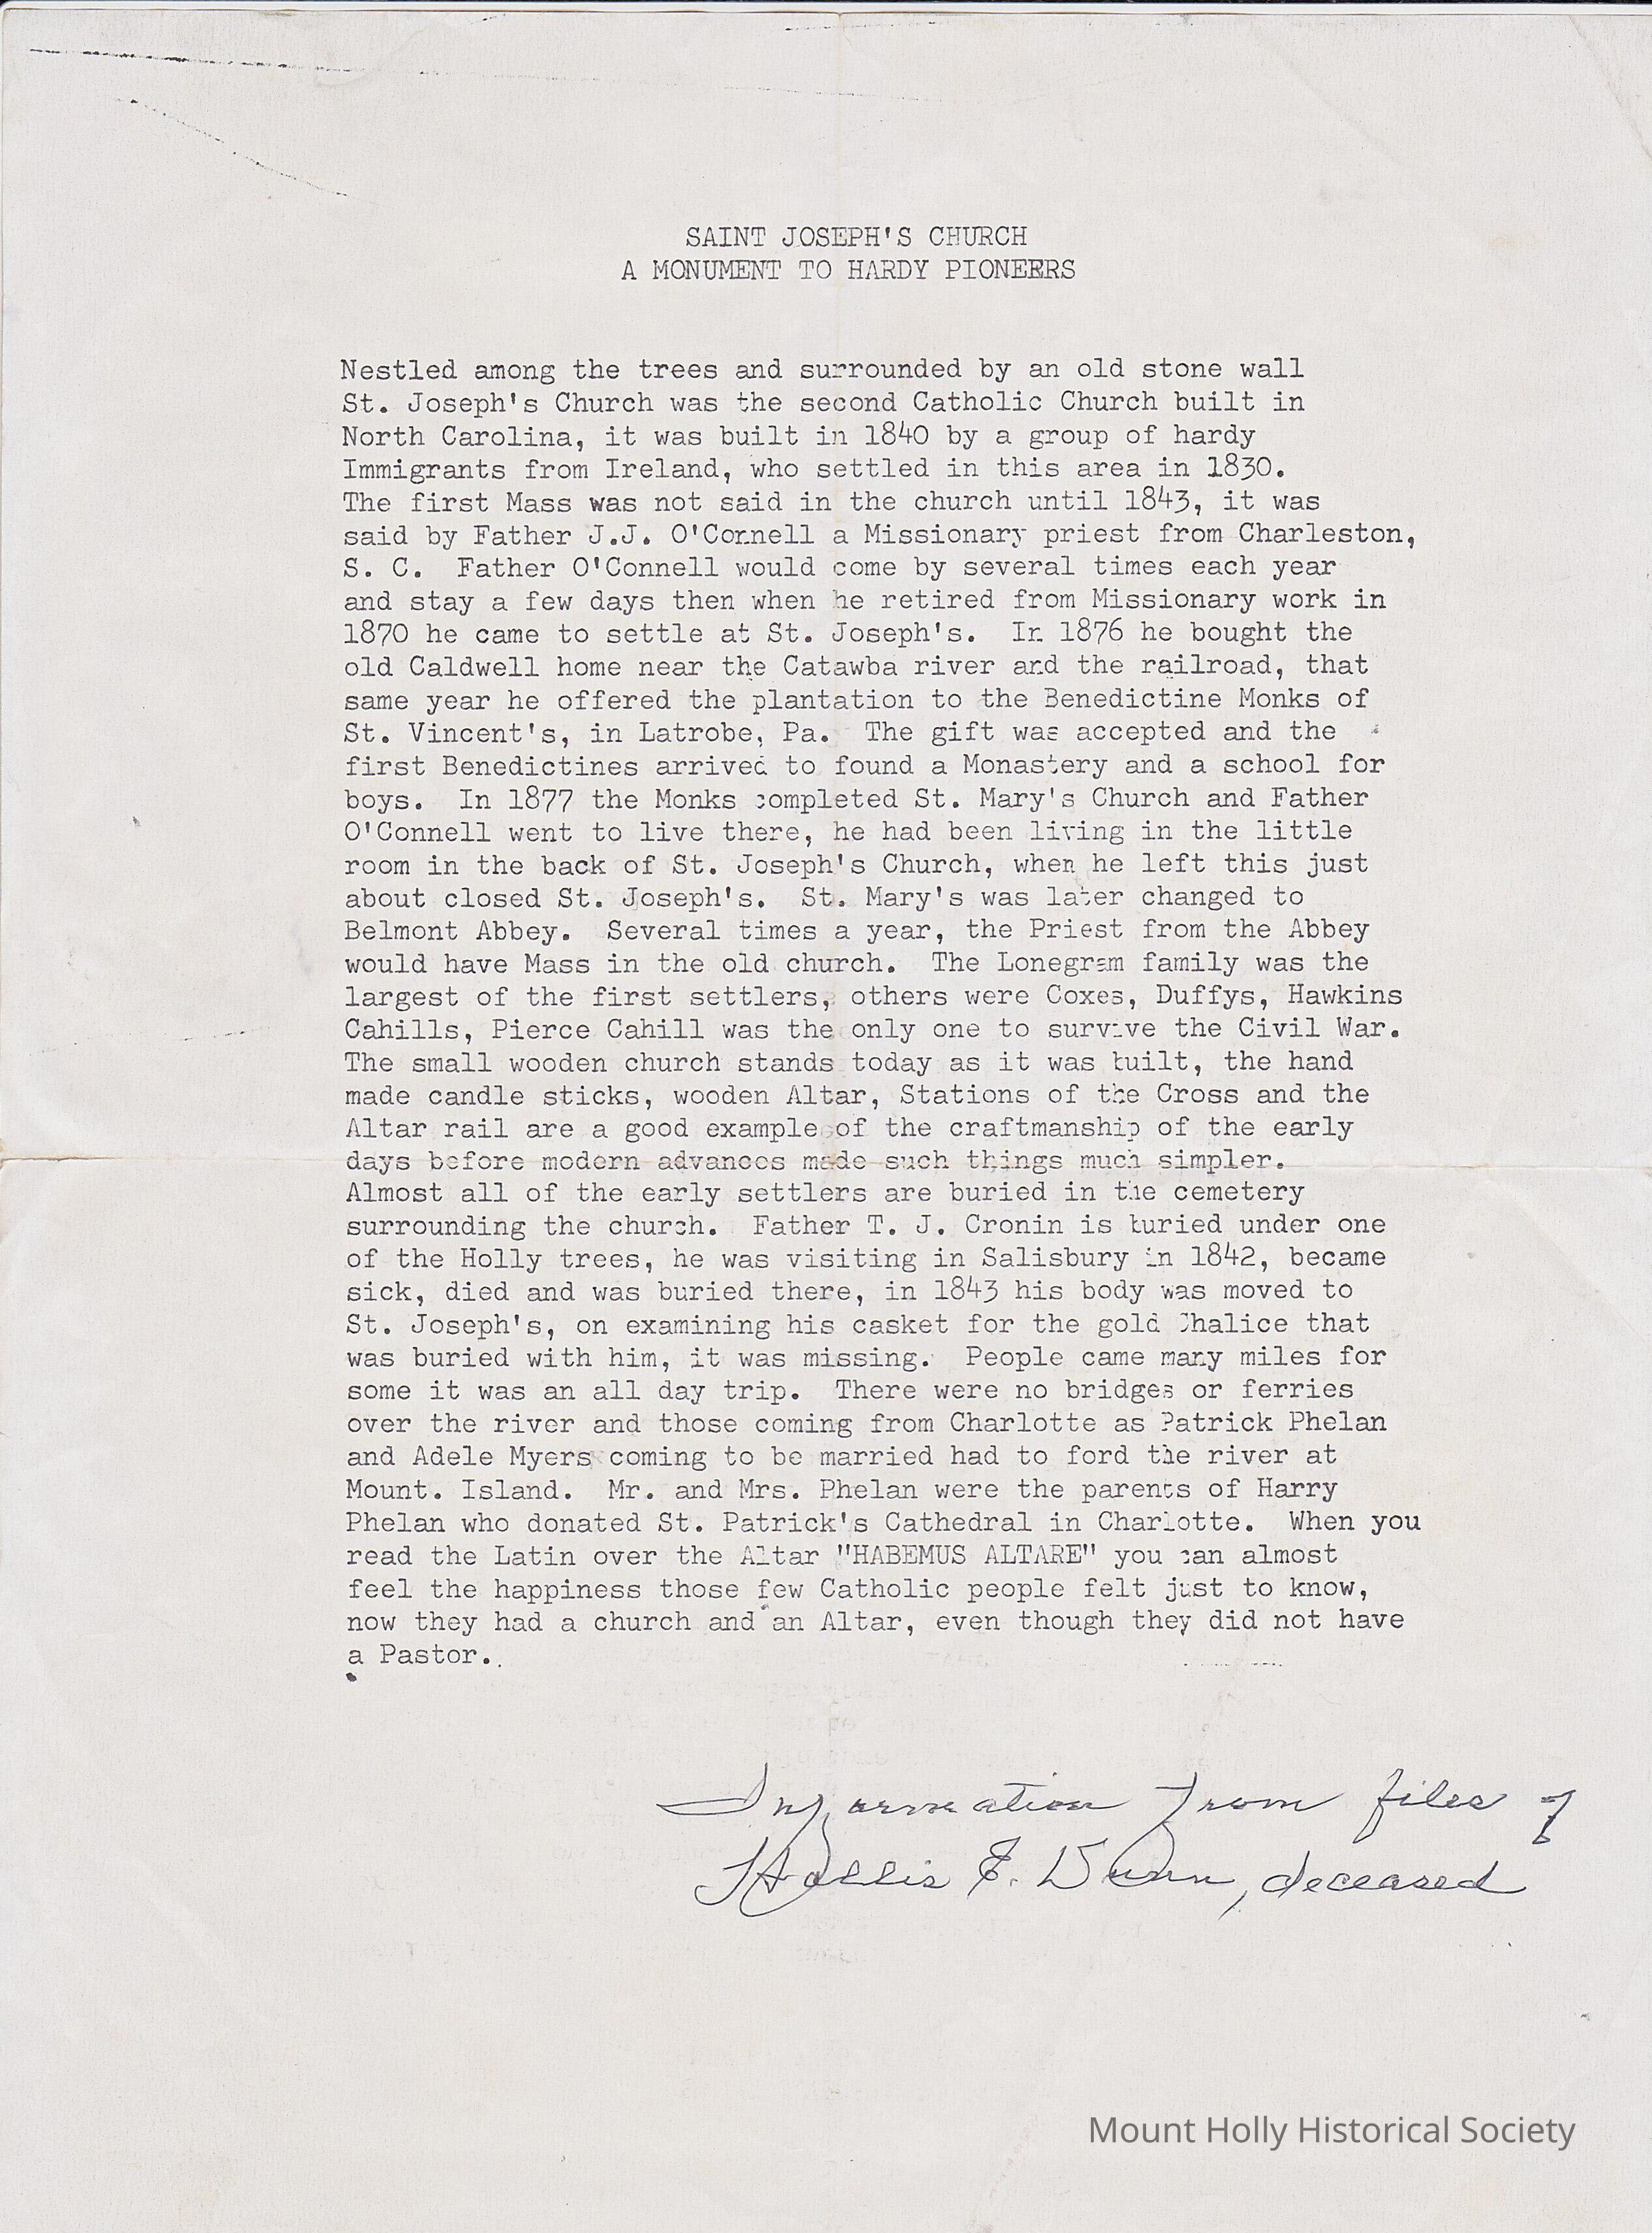 SAINT JOSEPH'S CHURCH
A MONUMENT TO HARDY PIONEERS
Nestled among the trees and surrounded by an old stone wall
St. Joseph's Church was the second Catholic Church built in
North Carolina, it was built in 1840 by a group of hardy
Immigrants from Ireland, who settled in this area in 1830.
The first Mass was not said in the church until 1843, it was
said by Father J.J. O'Connell a Missionary priest from Charleston,
S. C.  Father O'Connell would come by several times each year
and stay a few days then when he retired from Missionary work in
1870 he came to settle at St. Joseph's.  In 1876 he bought the
old Caldwell home near the Catawba river and the railroad, that
same year he offered the plantation to the Benedictine Monks of
St. Vincent's, in Latrobe, Pa.  The gift was accepted and the
first Benedictines arrived to found a Monastery and a school for
boys.  In 1877 the Monks completed St. Mary's Church and Father
O'Connell went to live there, he had been living in the little
room in the back of St. Joseph's Church, when he left this just
about closed St. Joseph's.  St. Mary's was later changed to
Belmont Abbey.  Several times a year, the Priest from the Abbey
would have Mass in the old church.  The Lonegram family was the
largest of the first settlers, others were Coxes, Duffys, Hawkins
Cahills, Pierce Cahill was the only one to survive the Civil War.
The small wooden church stands today as it was built, the hand
made candle sticks, wooden Altar, Stations of the Cross and the
Altar rail are a good example of the craftmanship of the early
days before modern advances made such things much simpler.
Almost all of the early settlers are buried in the cemetery
surrounding the church.  Father T. J. Cronin is buried under one
of the Holly trees, he was visiting in Salisbury in 1842, became
sick, died and was buried there, in 1843 his body was moved to
St. Joseph's, on examining his casket for the gold Chalice that
was buried with him, it was missing.  People came many miles for
some it was an all day trip.  There were no bridges or ferries
over the river and those coming from Charlotte as Patrick Phelan
and Adele Myers coming to be married had to ford the river at
Mount. Island.  Mr. and Mrs. Phelan were the parents of Harry
Phelan who donated St. Patrick's Cathedral in Charlotte.  When you
read the Latin over the Altar "HABEMUS ALTARE" you can almost
feel the happiness those few Catholic people felt just to know,
now they had a church and an Altar, even though they did not have
a Pastor.
Information from files of
Hollis E. Dunn, deceased
Mount Holly Historical Society